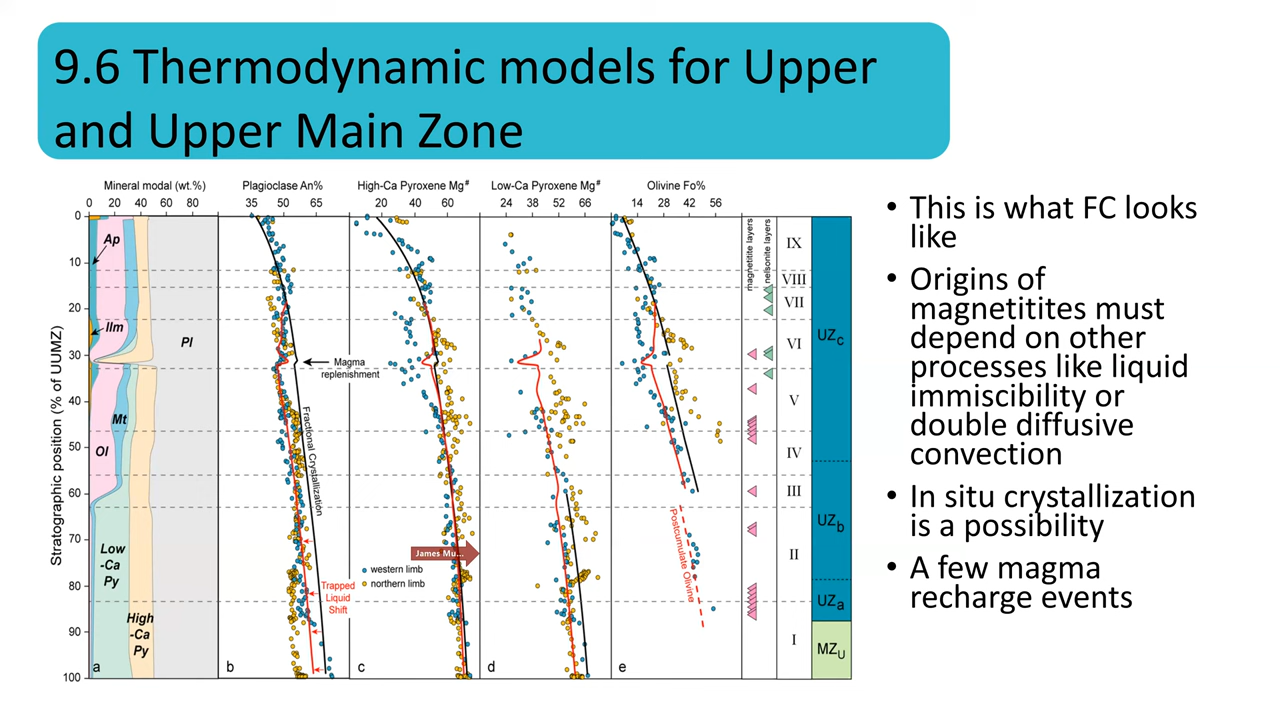 9.6 Thermodynamic models for Upper
and Upper Main Zone
Mineral modal (wt.%)
0 20 40 60 80
Plagioclase An%
35 50 65
High-Ca Pyroxene Mg#
20 40 60
Low-Ca Pyroxene Mg#
24 38 52 66
Olivine Fo%
14 28 42 56
Stratographic position (% of UUMZ)
0
10
20
30
40
50
60
70
80
90
100
Ap
Ilm
Pl
Mt
Ol
Low
-Ca
Py
High
-Ca
Py
a
Magma
replenishment
Fractional Crystallization
Trapped
Liquid
Shift
b
James Mu...
western limb
northern limb
c
d
Postcumulate Olivine
e
magnetitite layers
nelsonite layers
IX
VIII
VII
VI
V
IV
III
II
I
UZc
UZb
UZa
MZU
• This is what FC looks
like
• Origins of
magnetitites must
depend on other
processes like liquid
immiscibility or
double diffusive
convection
• In situ crystallization
is a possibility
• A few magma
recharge events